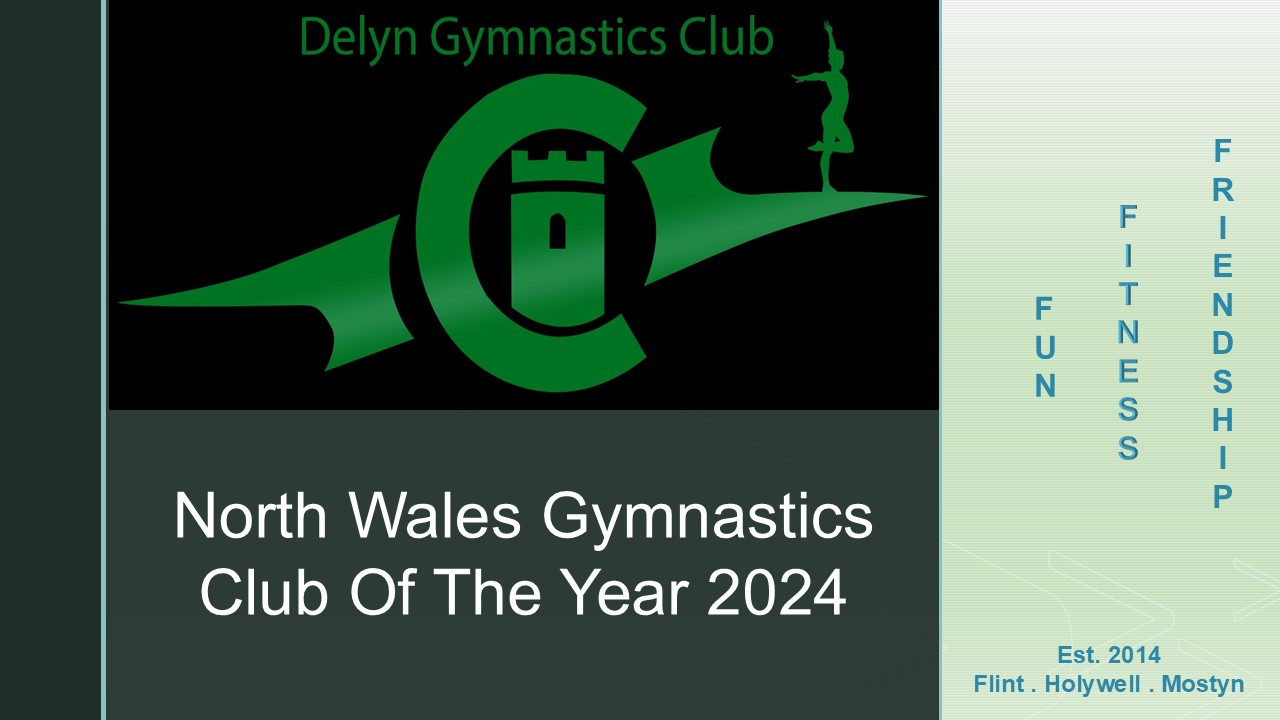 Delyn Gymnastics Club
North Wales Gymnastics
Club Of The Year 2024
FUN
FITNESS
FRIENDSHIP
Est. 2014
Flint . Holywell . Mostyn